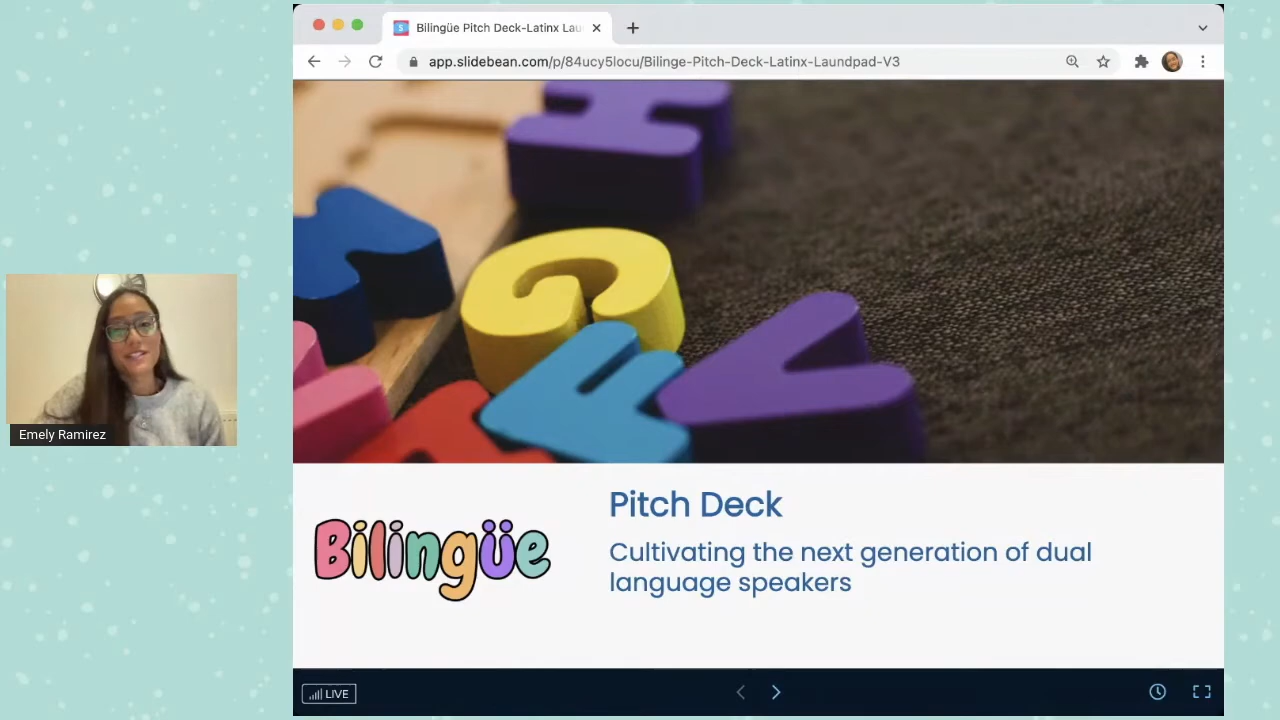 Bilingüe Pitch Deck-Latinx Lau
app.slidebean.com/p/84ucy5locu/Bilinge-Pitch-Deck-Latinx-Laundpad-V3
Emely Ramirez
Bilingüe
Pitch Deck
Cultivating the next generation of dual
language speakers
LIVE